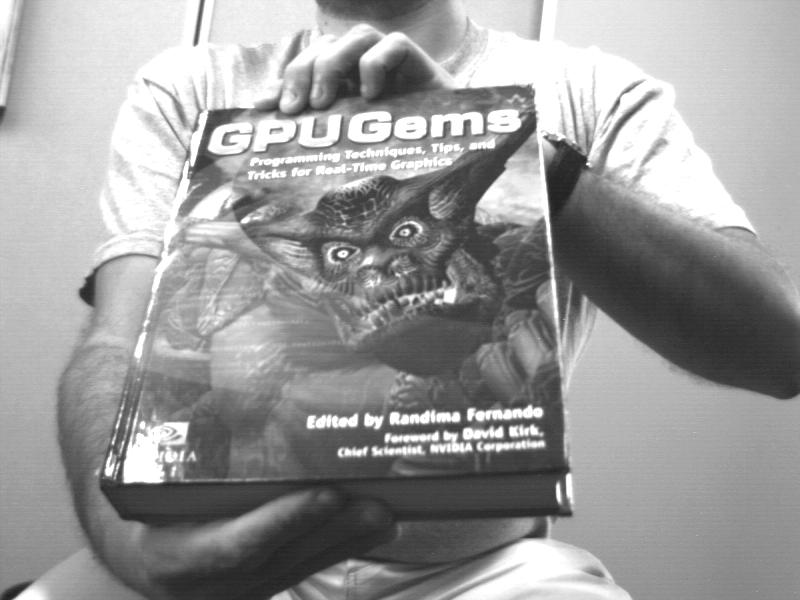 GPU Gems
Programming Techniques, Tips, and
Tricks for Real-Time Graphics
Edited by Randima Fernando
Foreword by David Kirk,
Chief Scientist, NVIDIA Corporation
NVIDIA